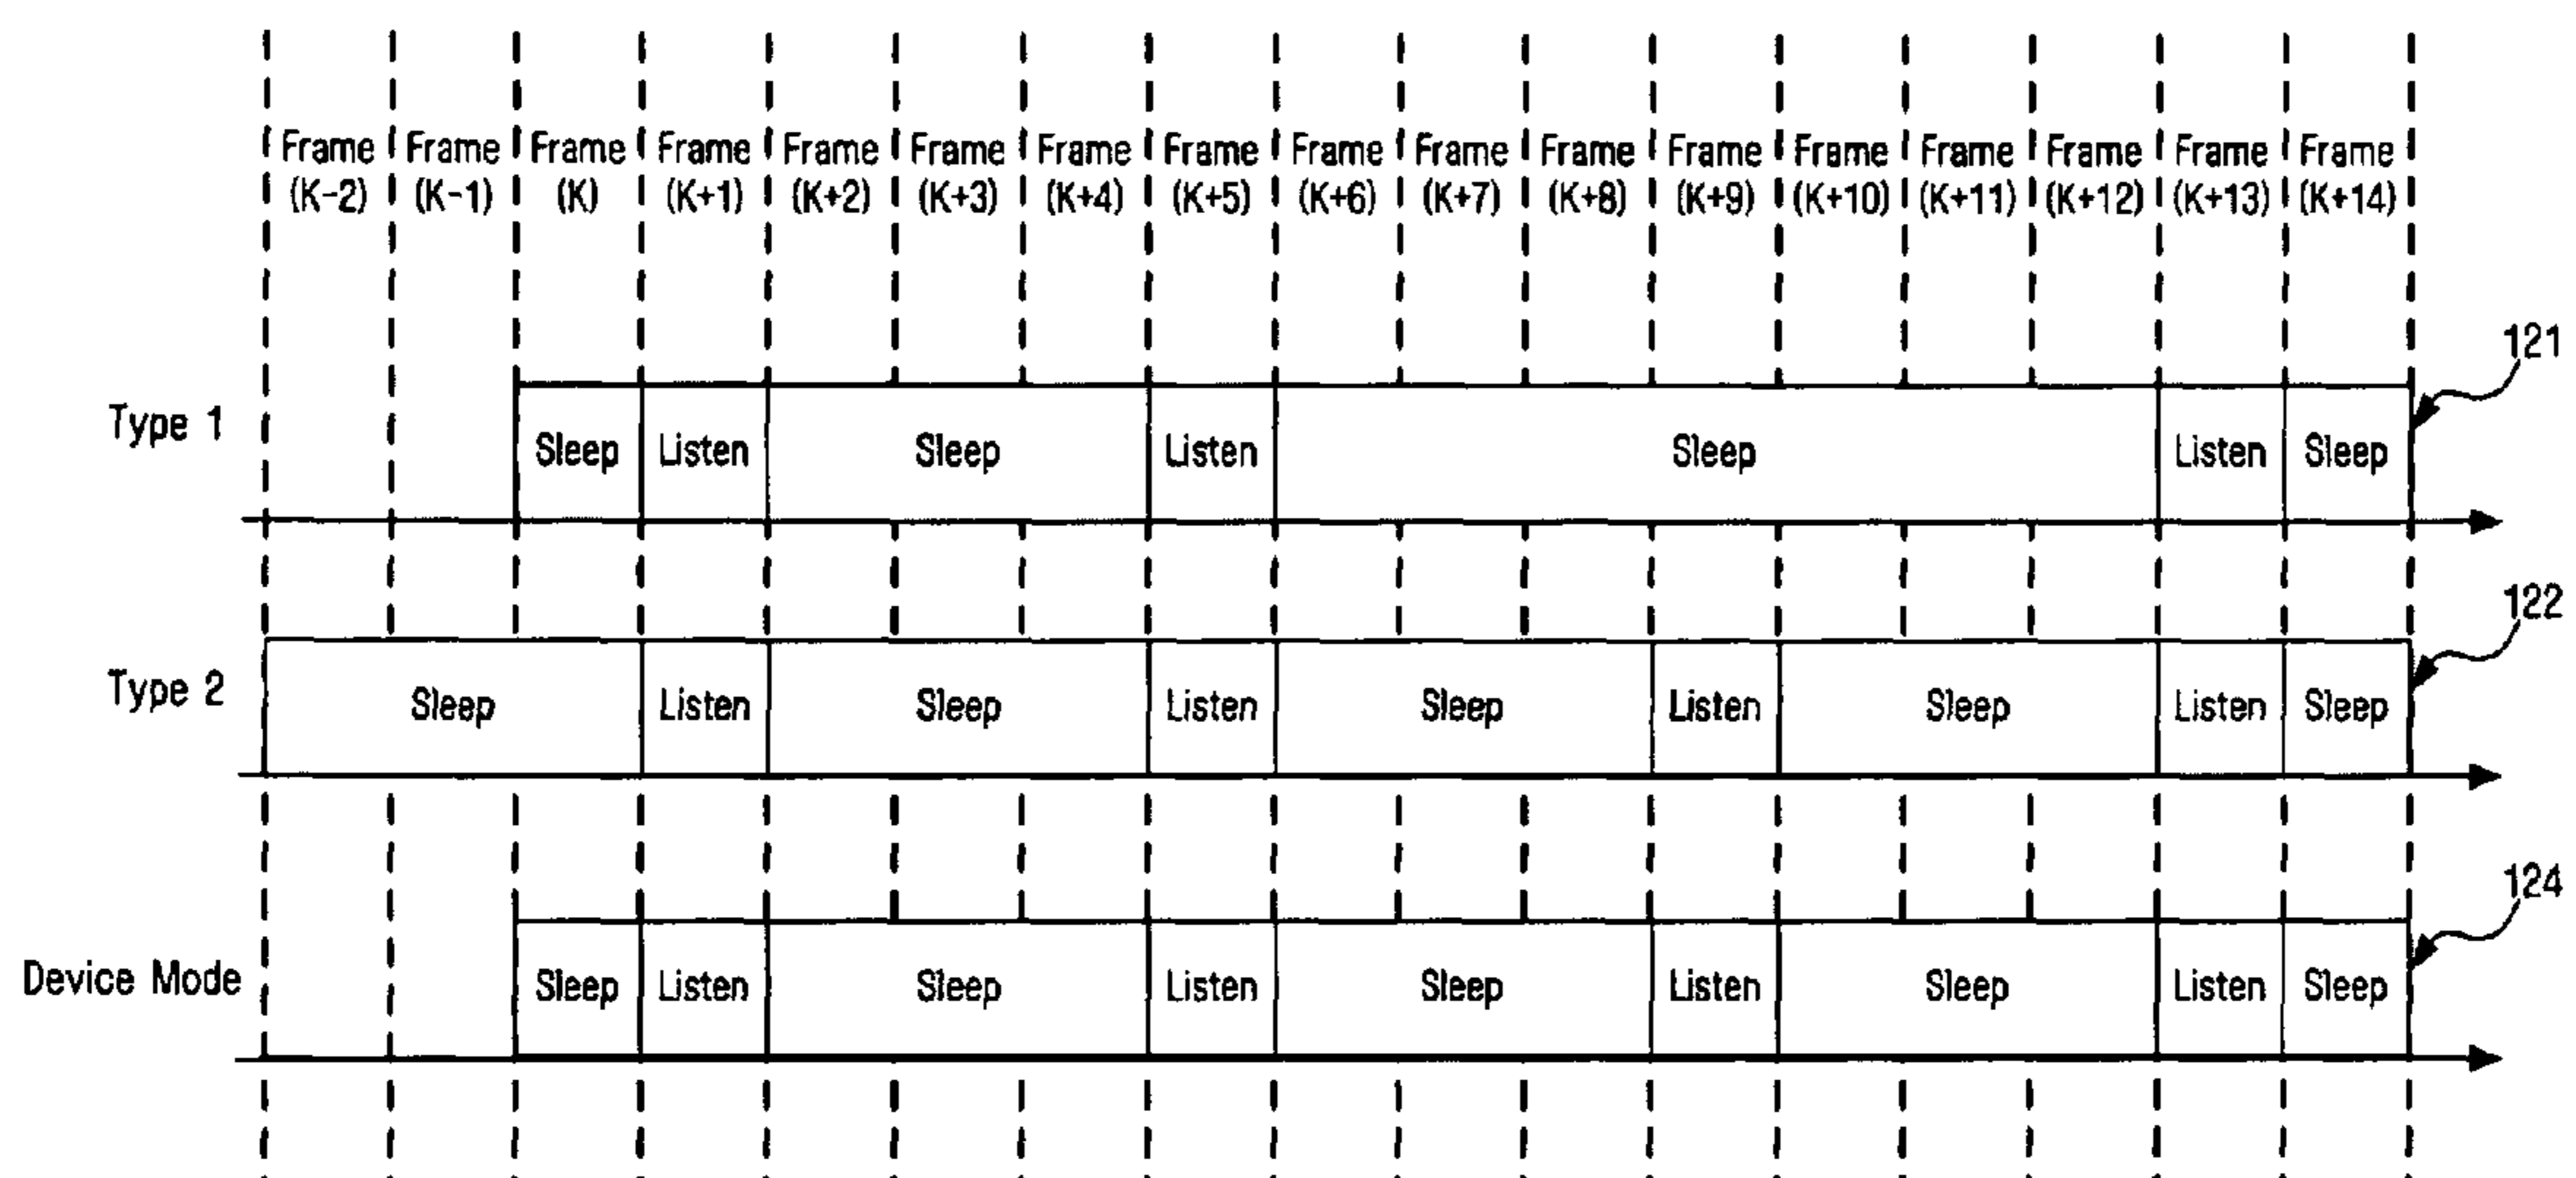 Frame Frame Frame Frame Frame Frame Frame Frame Frame Frame Frame Frame Frame Frame Frame Frame Frame
(K-2) (K-1) (K) (K+1) (K+2) (K+3) (K+4) (K+5) (K+6) (K+7) (K+8) (K+9) (K+10) (K+11) (K+12) (K+13) (K+14)
121
Type 1 Sleep Listen Sleep Listen Sleep Listen Sleep
122
Type 2 Sleep Listen Sleep Listen Sleep Listen Sleep Listen Sleep
124
Device Mode Sleep Listen Sleep Listen Sleep Listen Sleep Listen Sleep